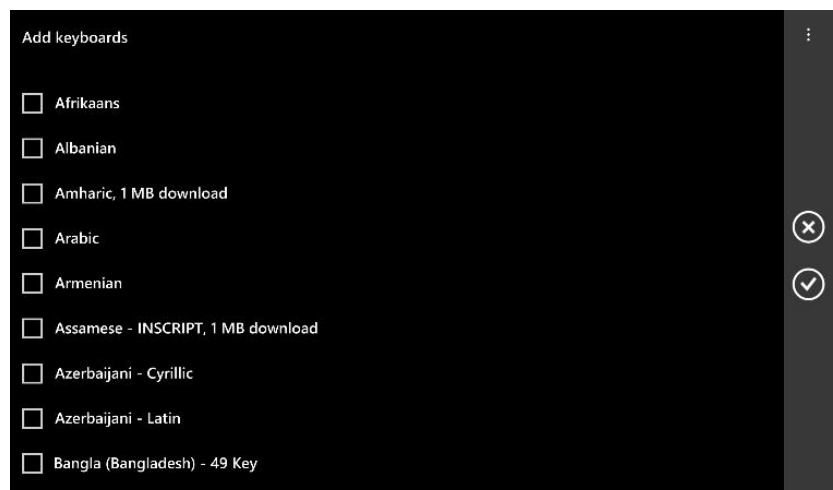 Add keyboards
Afrikaans
Albanian
Amharic, 1 MB download
Arabic
Armenian
Assamese - INSCRIPT, 1 MB download
Azerbaijani - Cyrillic
Azerbaijani - Latin
Bangla (Bangladesh) - 49 Key